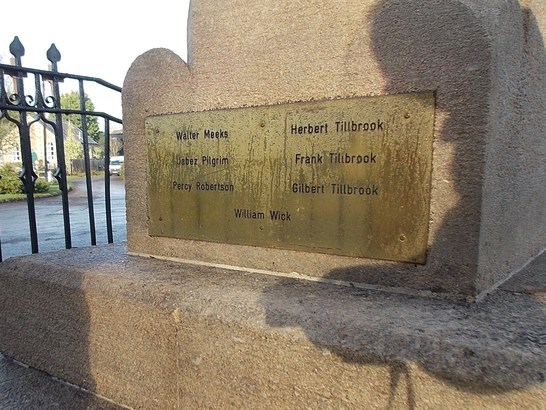 Walter Meeks
Jabez Pilgrim
Percy Robertson
Herbert Tillbrook
Frank Tillbrook
Gilbert Tillbrook
William Wick